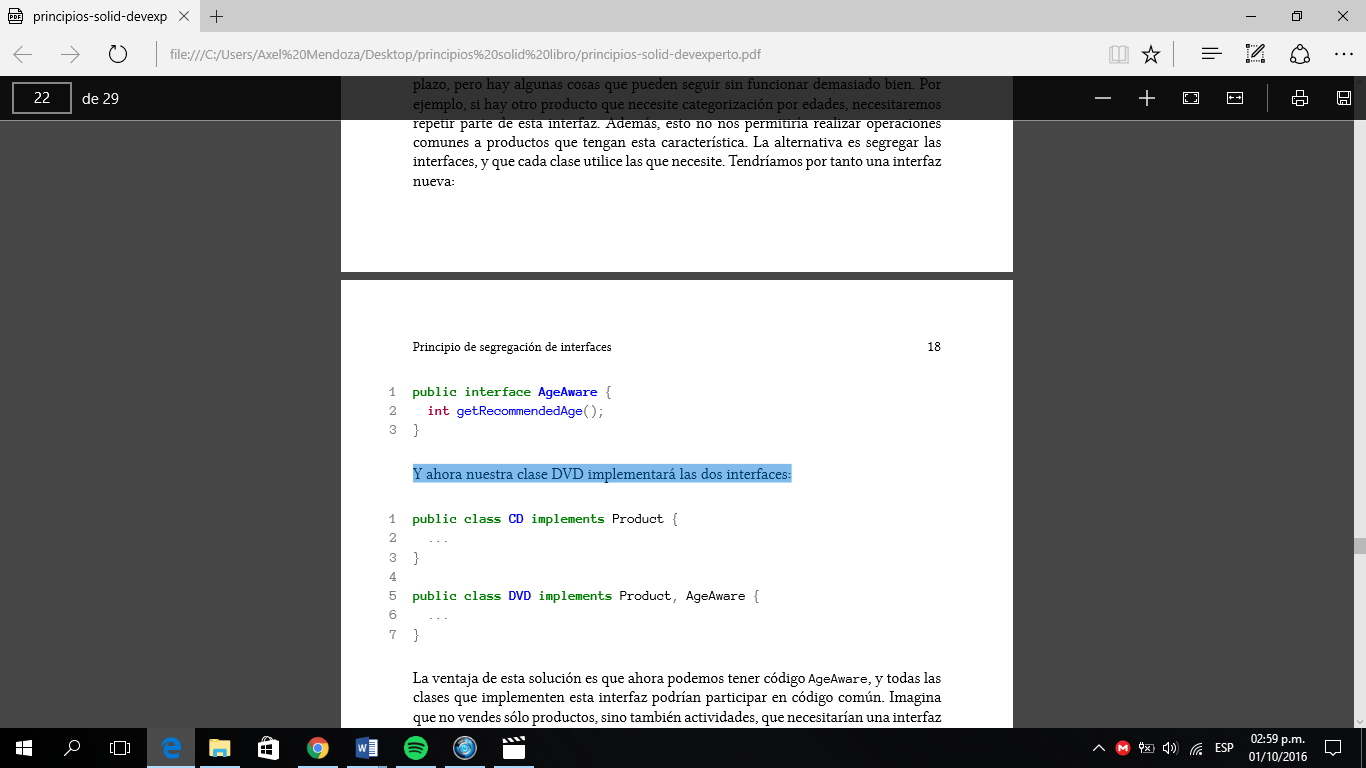 principios-solid-devexp
file:///C:/Users/Axel%20Mendoza/Desktop/principios%20solid%20libro/principios-solid-devexperto.pdf
22 de 29
plazo, pero hay algunas cosas que pueden seguir sin funcionar demasiado bien. Por
ejemplo, si hay otro producto que necesite categorización por edades, necesitaremos
repetir parte de esta interfaz. Además, esto no nos permitiría realizar operaciones
comunes a productos que tengan esta característica. La alternativa es segregar las
interfaces, y que cada clase utilice las que necesite. Tendríamos por tanto una interfaz
nueva:
Principio de segregación de interfaces 18
1 public interface AgeAware {
2 int getRecommendedAge();
3 }
Y ahora nuestra clase DVD implementará las dos interfaces:
1 public class CD implements Product {
2 ...
3 }
4
5 public class DVD implements Product, AgeAware {
6 ...
7 }
La ventaja de esta solución es que ahora podemos tener código AgeAware, y todas las
clases que implementen esta interfaz podrían participar en código común. Imagina
que no vendes sólo productos, sino también actividades, que necesitarían una interfaz
ESP
02:59 p.m.
01/10/2016